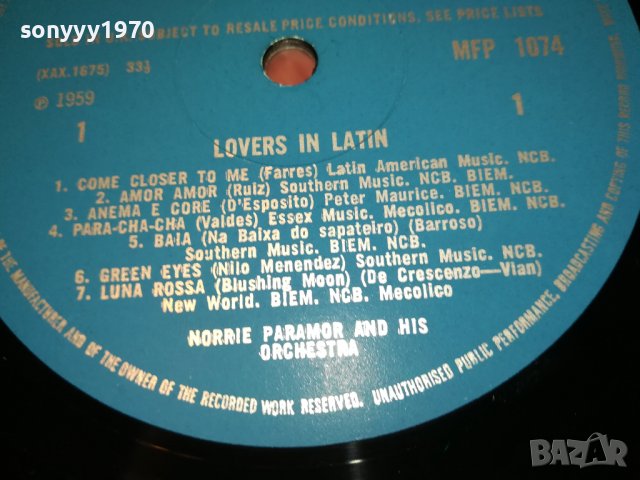 sonyyy1970
SUBJECT TO RESALE PRICE CONDITIONS. SEE PRICE LISTS
(XAX.1675) 33⅓
MFP 1074
℗ 1959
1
1
LOVERS IN LATIN
1. COME CLOSER TO ME (Farres) Latin American Music. NCB.
2. AMOR AMOR (Ruiz) Southern Music. NCB. BIEM.
3. ANEMA E CORE (D'Esposito) Peter Maurice. BIEM. NCB.
4. PARA-CHA-CHA (Valdes) Essex Music. Mecolico. BIEM. NCB.
5. BAIA (Na Baixa do sapateiro) (Barroso)
Southern Music. BIEM. NCB.
6. GREEN EYES (Nilo Menendez) Southern Music. NCB.
7. LUNA ROSSA (Blushing Moon) (De Crescenzo—Vian)
New World. BIEM. NCB. Mecolico
NORRIE PARAMOR AND HIS
ORCHESTRA
OF THE MANUFACTURER AND OF THE OWNER OF THE RECORDED WORK RESERVED. UNAUTHORISED PUBLIC PERFORMANCE, BROADCASTING AND COPYING OF THIS RECORD
BAZAR